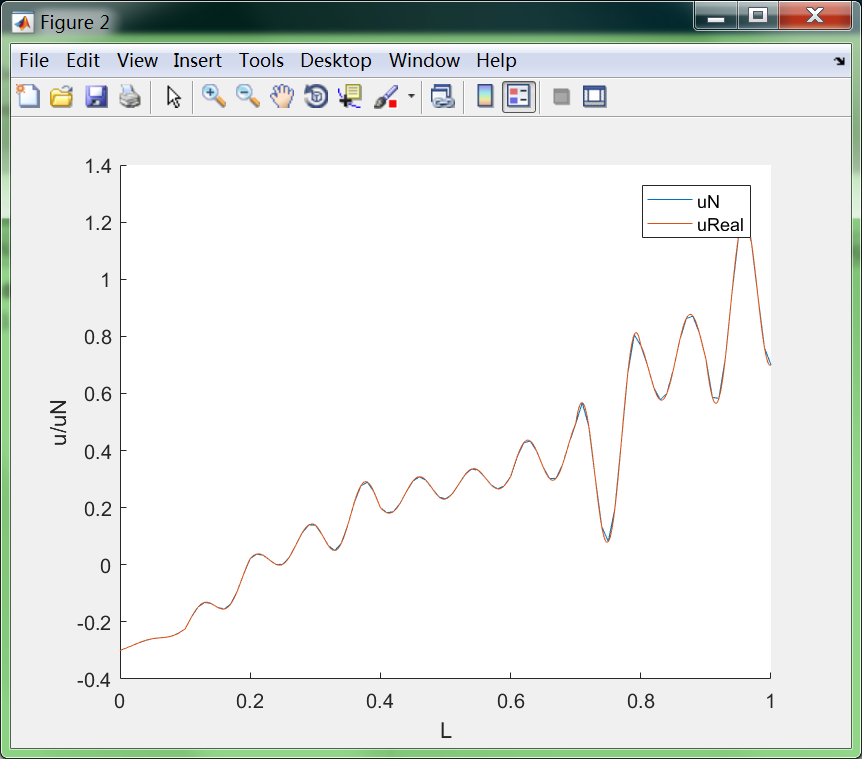 Figure 2
File Edit View Insert Tools Desktop Window Help
1.4
1.2
1
0.8
0.6
0.4
0.2
0
-0.2
-0.4
u/uN
uN
uReal
0 0.2 0.4 0.6 0.8 1
L